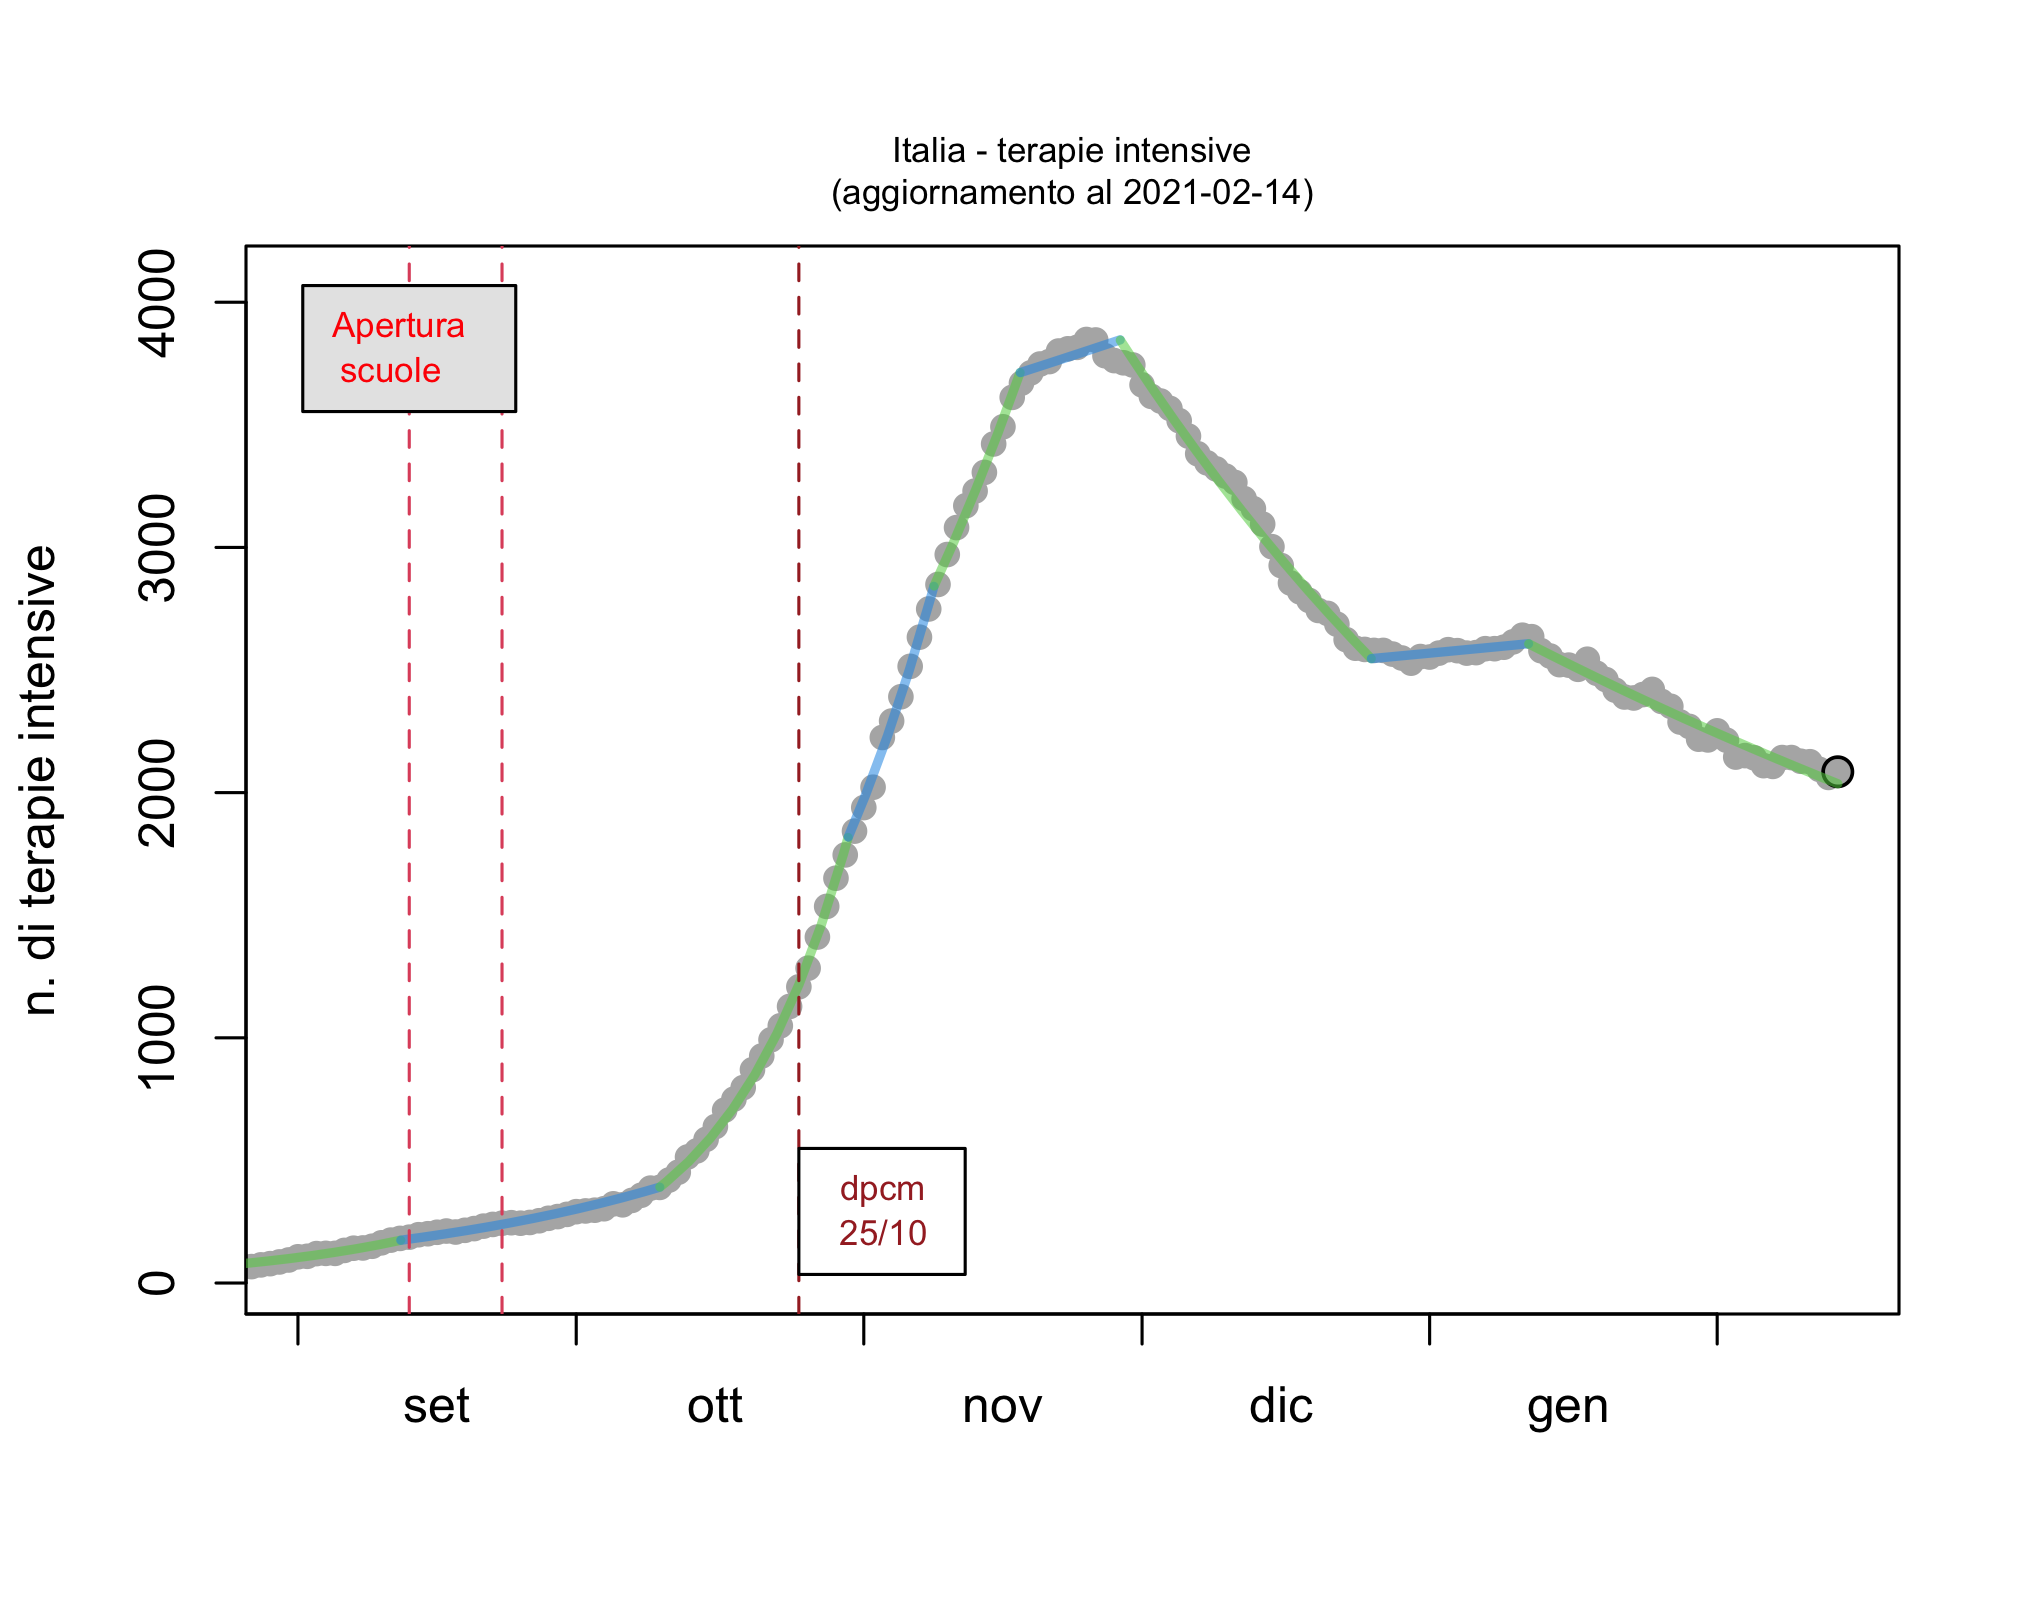 Italia - terapie intensive
(aggiornamento al 2021-02-14)
n. di terapie intensive
4000
3000
2000
1000
0
Apertura
scuole
dpcm
25/10
set
ott
nov
dic
gen